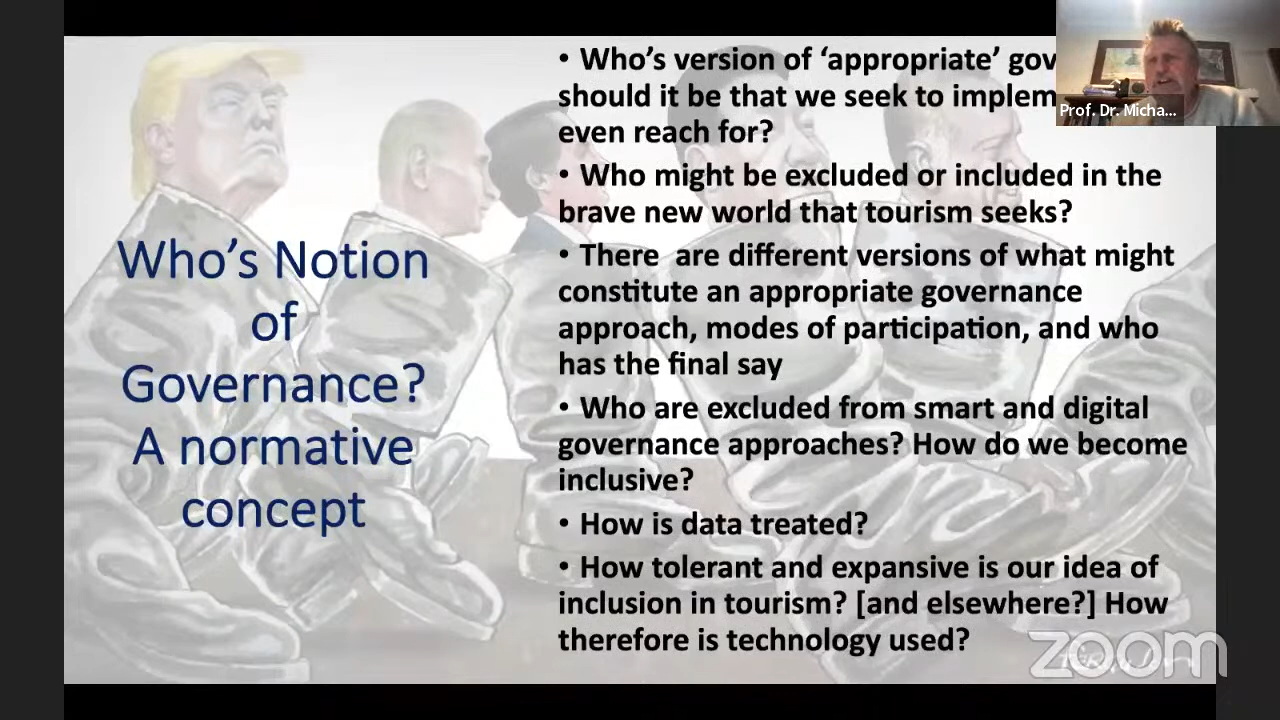 Who's Notion
of
Governance?
A normative
concept
• Who's version of 'appropriate'
should it be that we seek to
even reach for?
• Who might be excluded or included in the
brave new world that tourism seeks?
• There are different versions of what might
constitute an appropriate governance
approach, modes of participation, and who
has the final say
• Who are excluded from smart and digital
governance approaches? How do we become
inclusive?
• How is data treated?
• How tolerant and expansive is our idea of
inclusion in tourism? [and elsewhere?] How
therefore is technology used?
Prof. Dr. Micha...
zoom